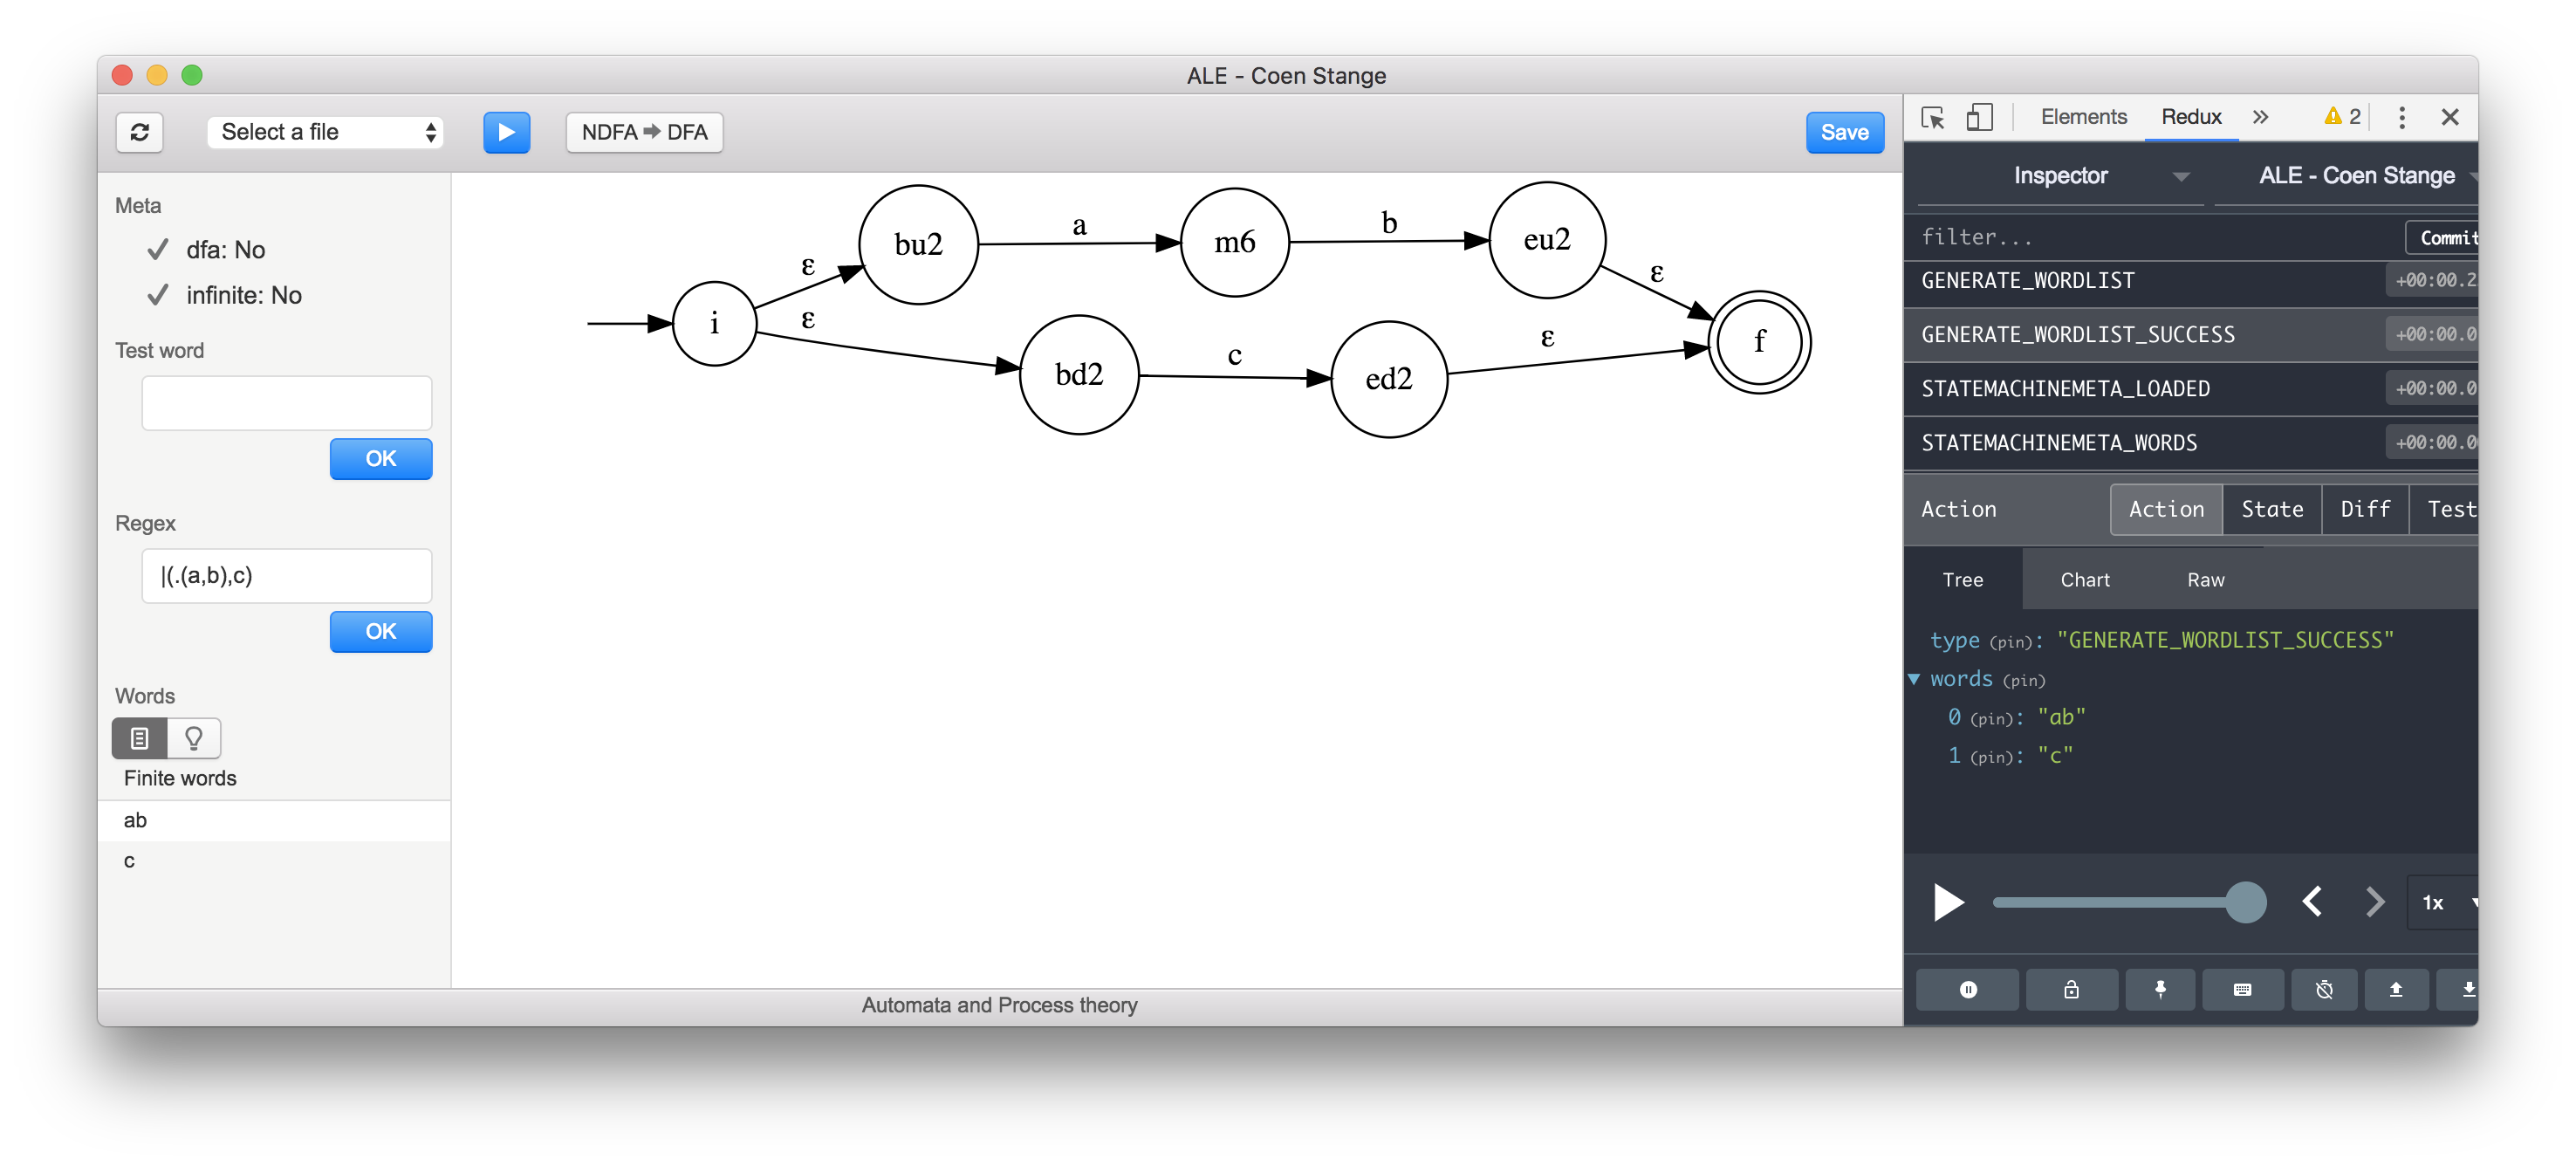 ALE - Coen Stange
Select a file
NDFA ➡ DFA
Save
Meta
dfa: No
infinite: No
Test word
OK
Regex
|(.(a,b),c)
OK
Words
Finite words
ab
c
i
ε
ε
bu2
a
m6
b
eu2
ε
bd2
c
ed2
ε
f
Automata and Process theory
Elements
Redux
»
2
Inspector
ALE - Coen Stange
filter...
Commit
GENERATE_WORDLIST
+00:00.2
GENERATE_WORDLIST_SUCCESS
+00:00.0
STATEMACHINEMETA_LOADED
+00:00.0
STATEMACHINEMETA_WORDS
+00:00.0
Action
Action
State
Diff
Test
Tree
Chart
Raw
type (pin): "GENERATE_WORDLIST_SUCCESS"
words (pin)
0 (pin): "ab"
1 (pin): "c"
1x